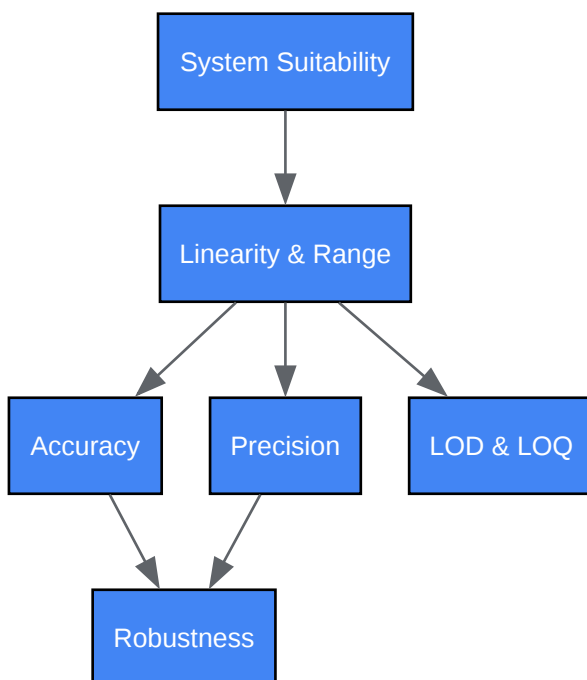 System Suitability
Linearity & Range
Accuracy
Precision
LOD & LOQ
Robustness